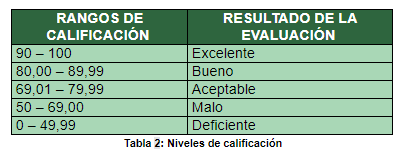 RANGOS DE CALIFICACIÓN RESULTADO DE LA EVALUACIÓN
90 – 100 Excelente
80,00 – 89,99 Bueno
69,01 – 79,99 Aceptable
50 – 69,00 Malo
0 – 49,99 Deficiente
Tabla 2: Niveles de calificación